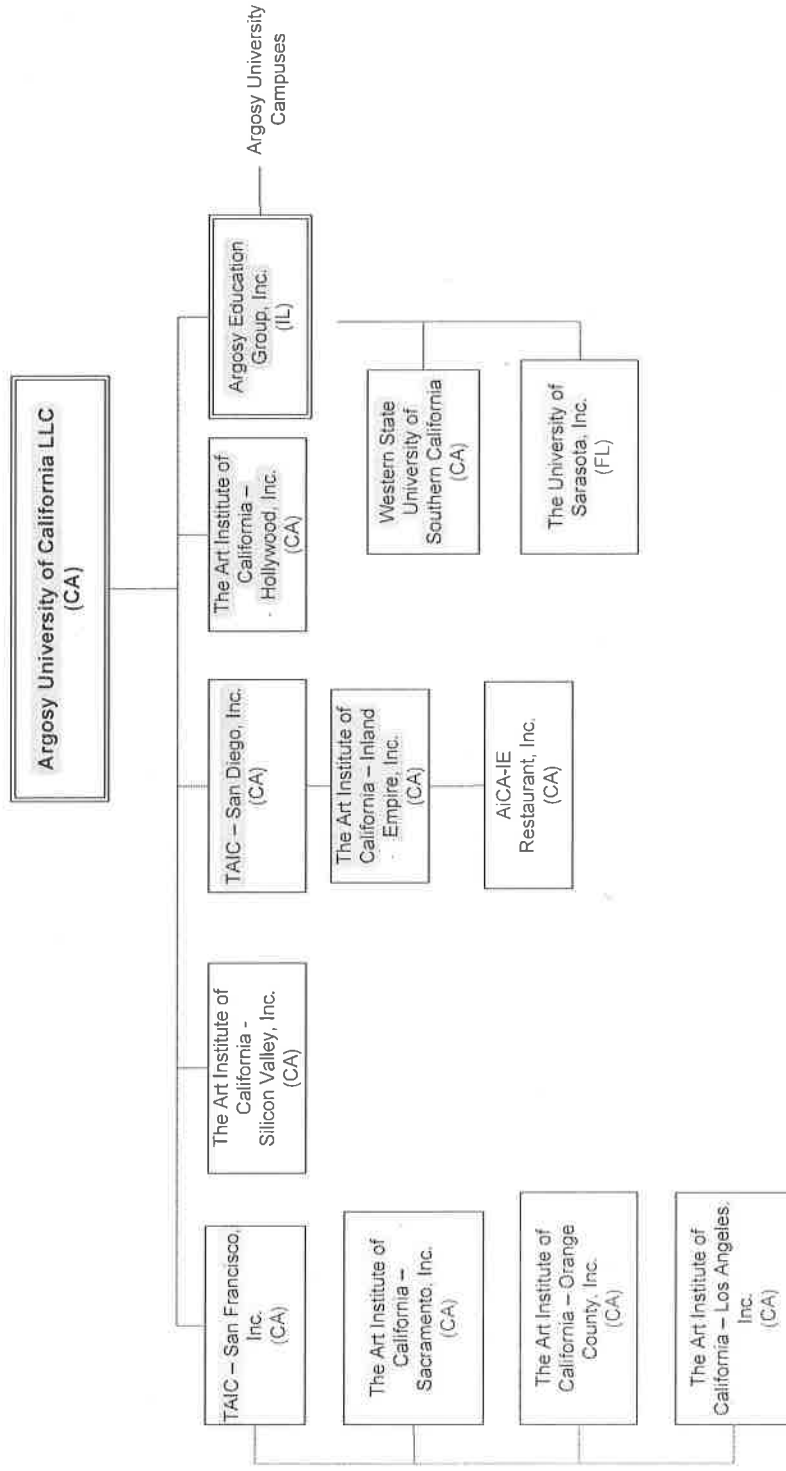 Argosy University of California LLC
(CA)
TAIC – San Francisco,
Inc.
(CA)
The Art Institute of
California –
Sacramento, Inc.
(CA)
The Art Institute of
California – Orange
County, Inc.
(CA)
The Art Institute of
California – Los Angeles,
Inc.
(CA)
The Art Institute of
California -
Silicon Valley, Inc.
(CA)
TAIC – San Diego, Inc.
(CA)
The Art Institute of
California – Inland
Empire, Inc.
(CA)
AiCA-IE
Restaurant, Inc.
(CA)
The Art Institute of
California –
Hollywood, Inc.
(CA)
Argosy Education
Group, Inc.
(IL)
Western State
University of
Southern California
(CA)
The University of
Sarasota, Inc.
(FL)
Argosy University
Campuses